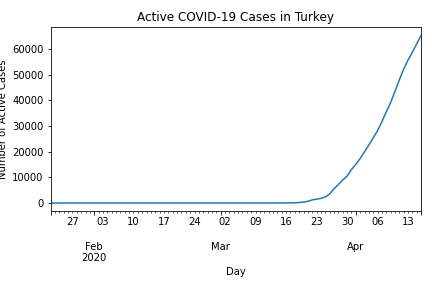 Active COVID-19 Cases in Turkey
Number of Active Cases
60000
50000
40000
30000
20000
10000
0
27 03 10 17 24 02 09 16 23 30 06 13
Feb Mar Apr
2020
Day